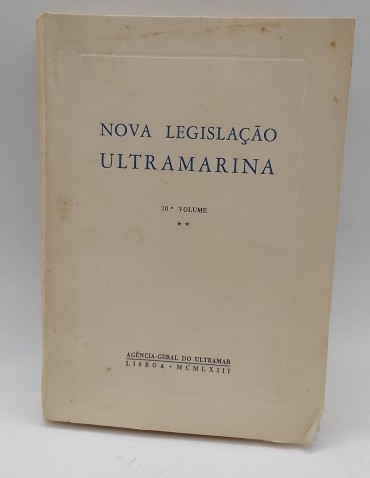 NOVA LEGISLAÇÃO
ULTRAMARINA
10.º VOLUME
★ ★
AGÊNCIA-GERAL DO ULTRAMAR
LISBOA • MCMLXIII